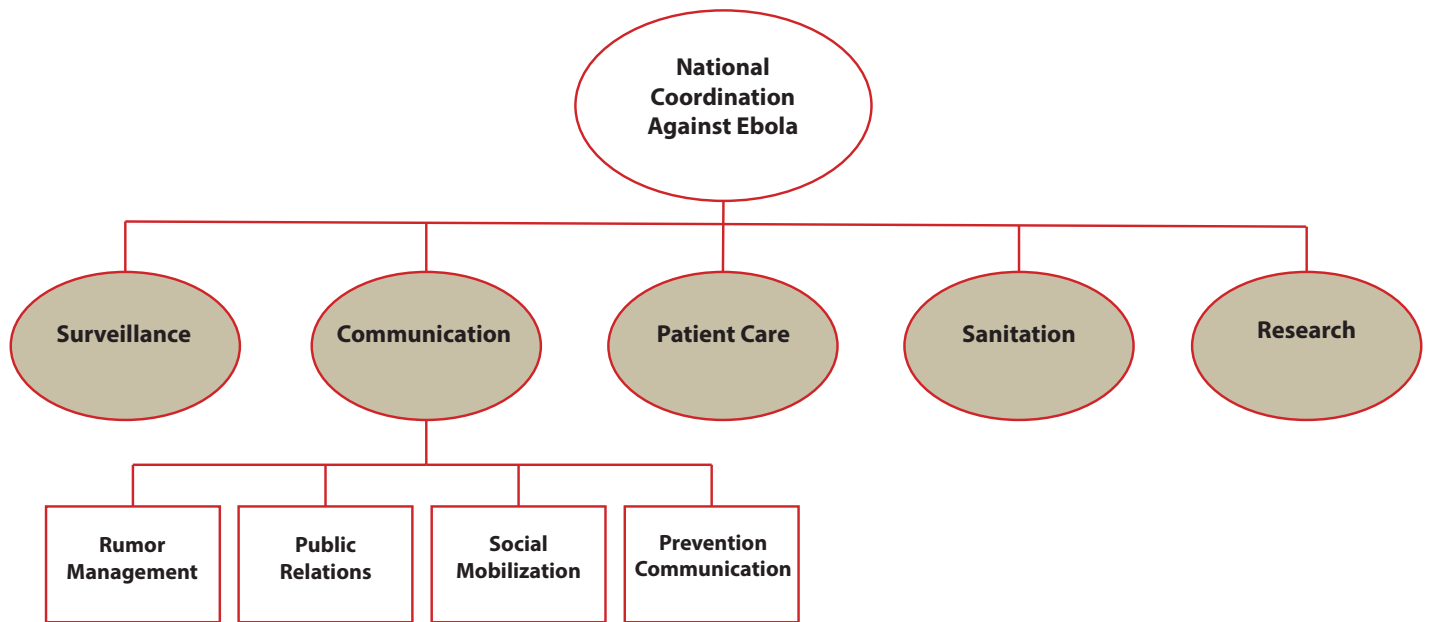 National
Coordination
Against Ebola
Surveillance
Communication
Patient Care
Sanitation
Research
Rumor
Management
Public
Relations
Social
Mobilization
Prevention
Communication